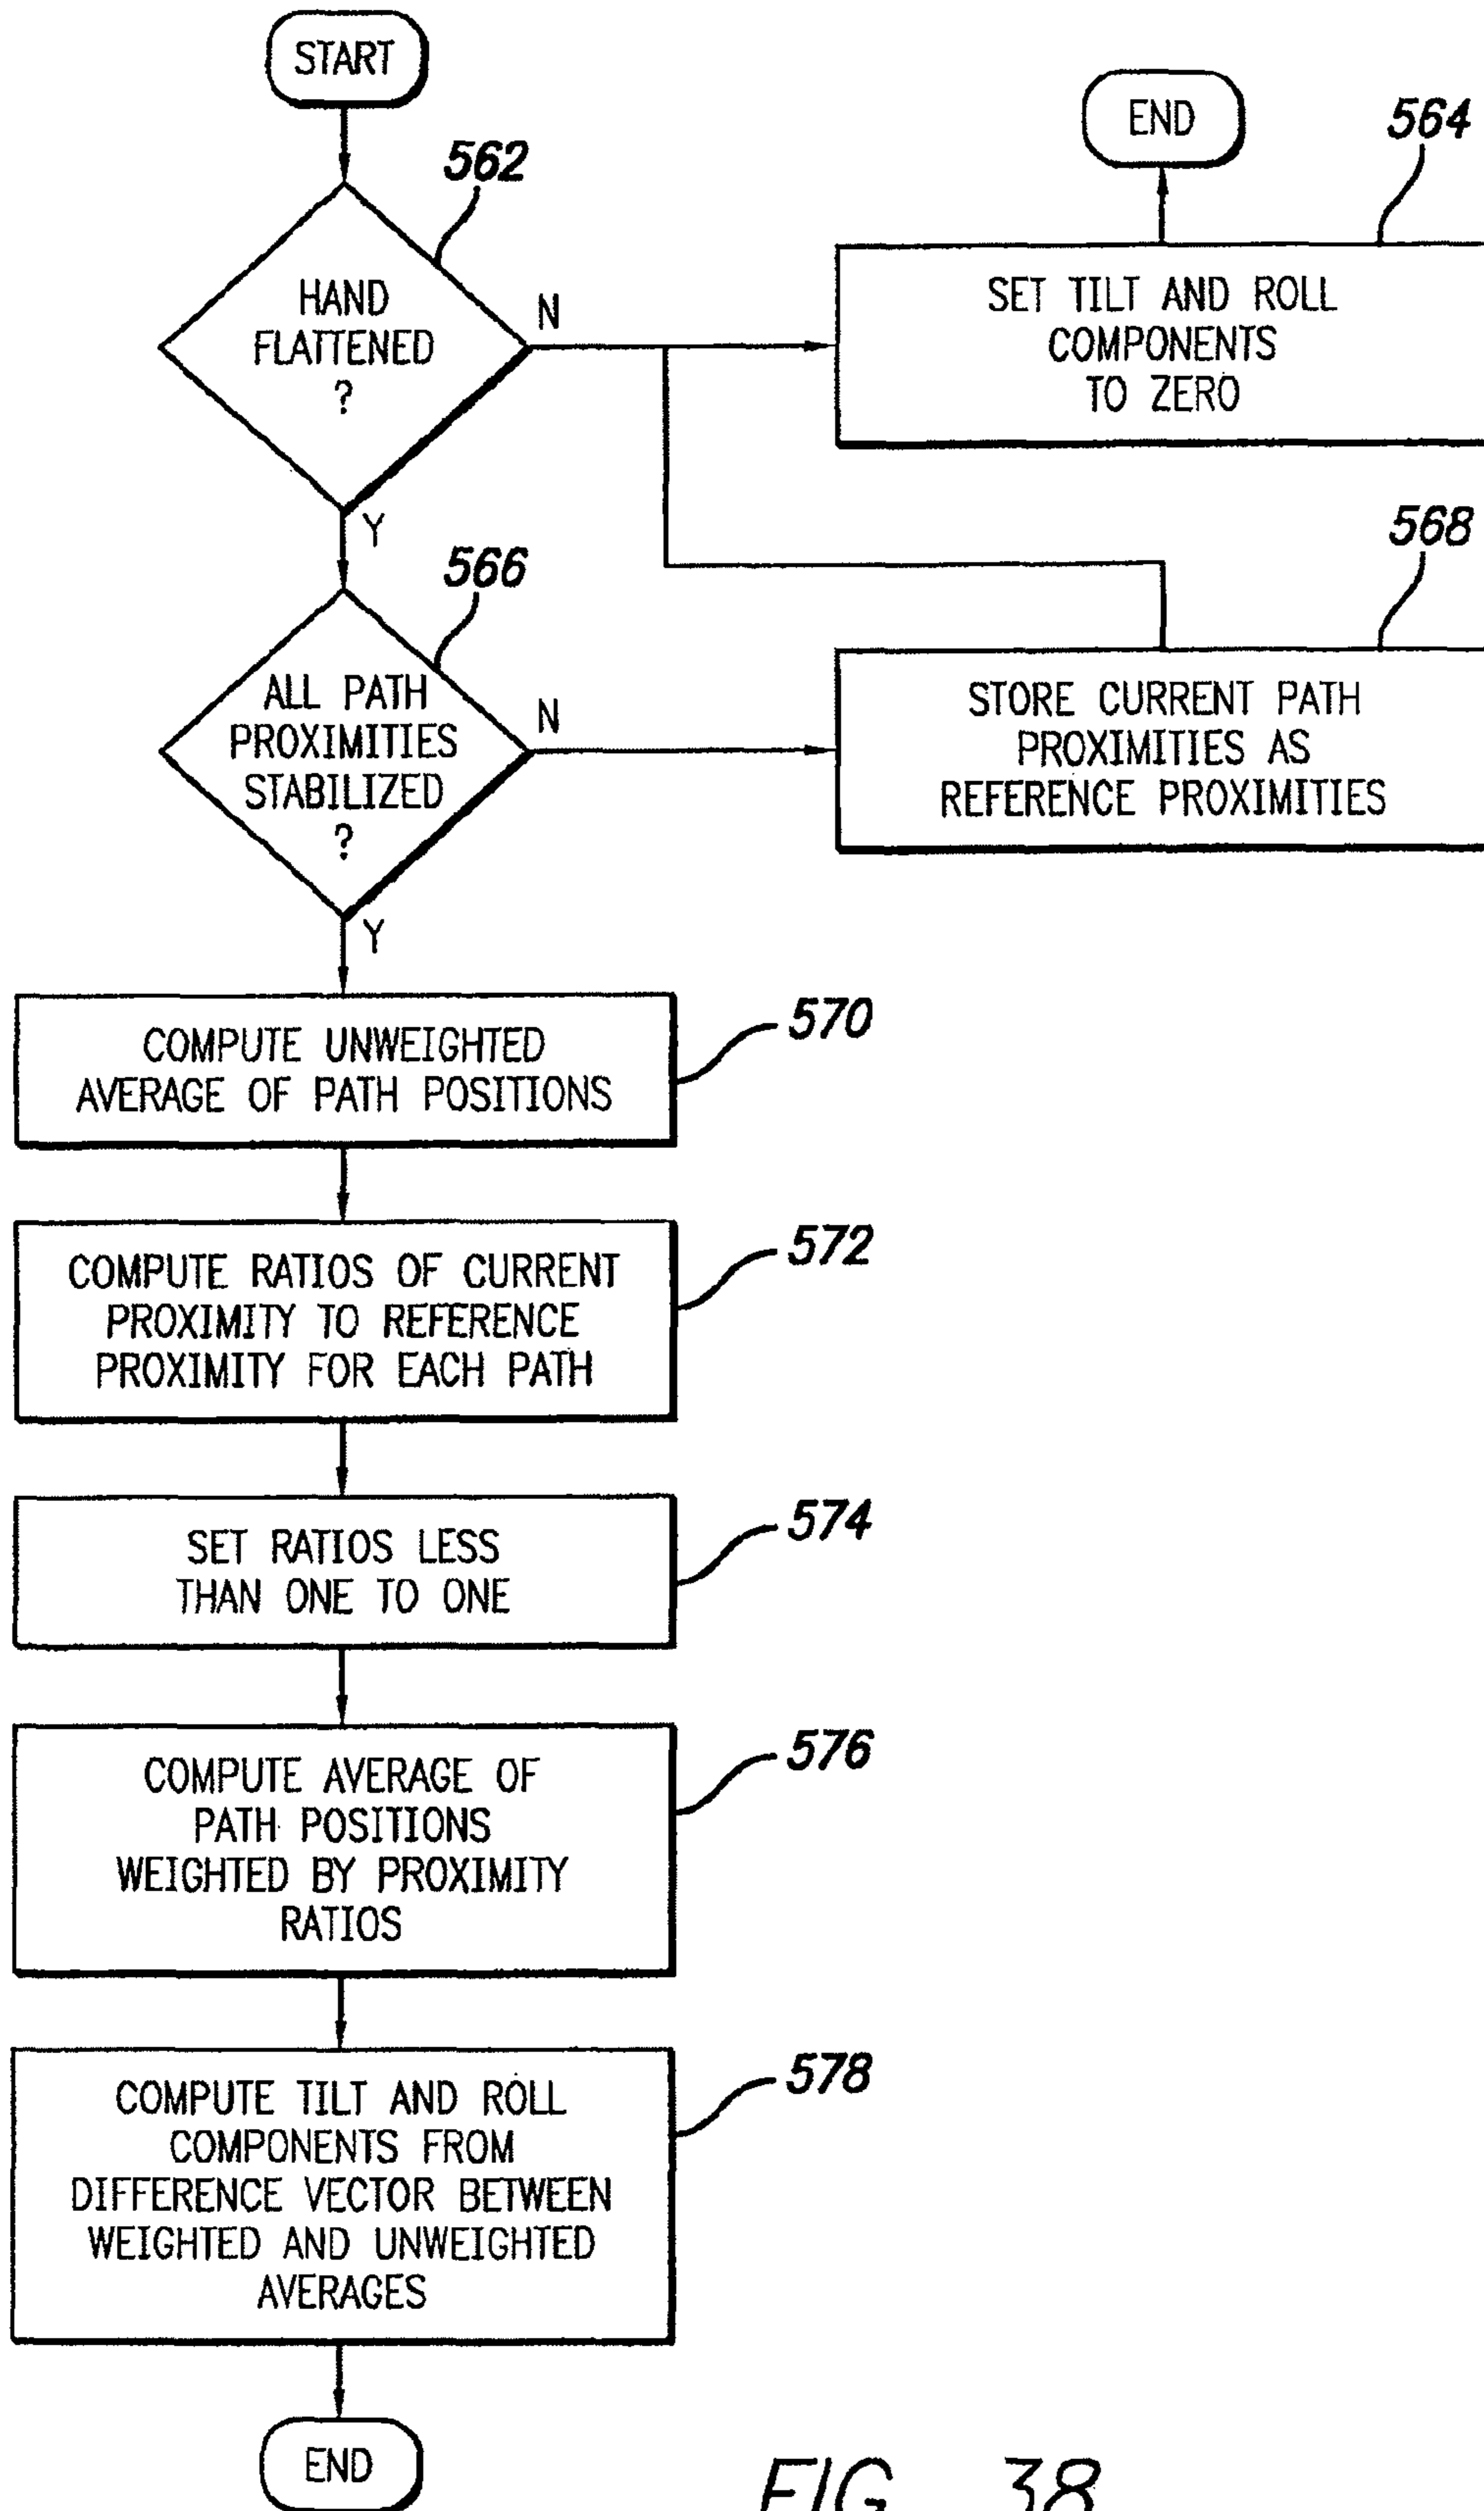 START
END
564
562
HAND
FLATTENED
?
N
SET TILT AND ROLL
COMPONENTS
TO ZERO
Y
568
566
ALL PATH
PROXIMITIES
STABILIZED
?
N
STORE CURRENT PATH
PROXIMITIES AS
REFERENCE PROXIMITIES
Y
570
COMPUTE UNWEIGHTED
AVERAGE OF PATH POSITIONS
572
COMPUTE RATIOS OF CURRENT
PROXIMITY TO REFERENCE
PROXIMITY FOR EACH PATH
574
SET RATIOS LESS
THAN ONE TO ONE
576
COMPUTE AVERAGE OF
PATH POSITIONS
WEIGHTED BY PROXIMITY
RATIOS
578
COMPUTE TILT AND ROLL
COMPONENTS FROM
DIFFERENCE VECTOR BETWEEN
WEIGHTED AND UNWEIGHTED
AVERAGES
END
FIG. 38